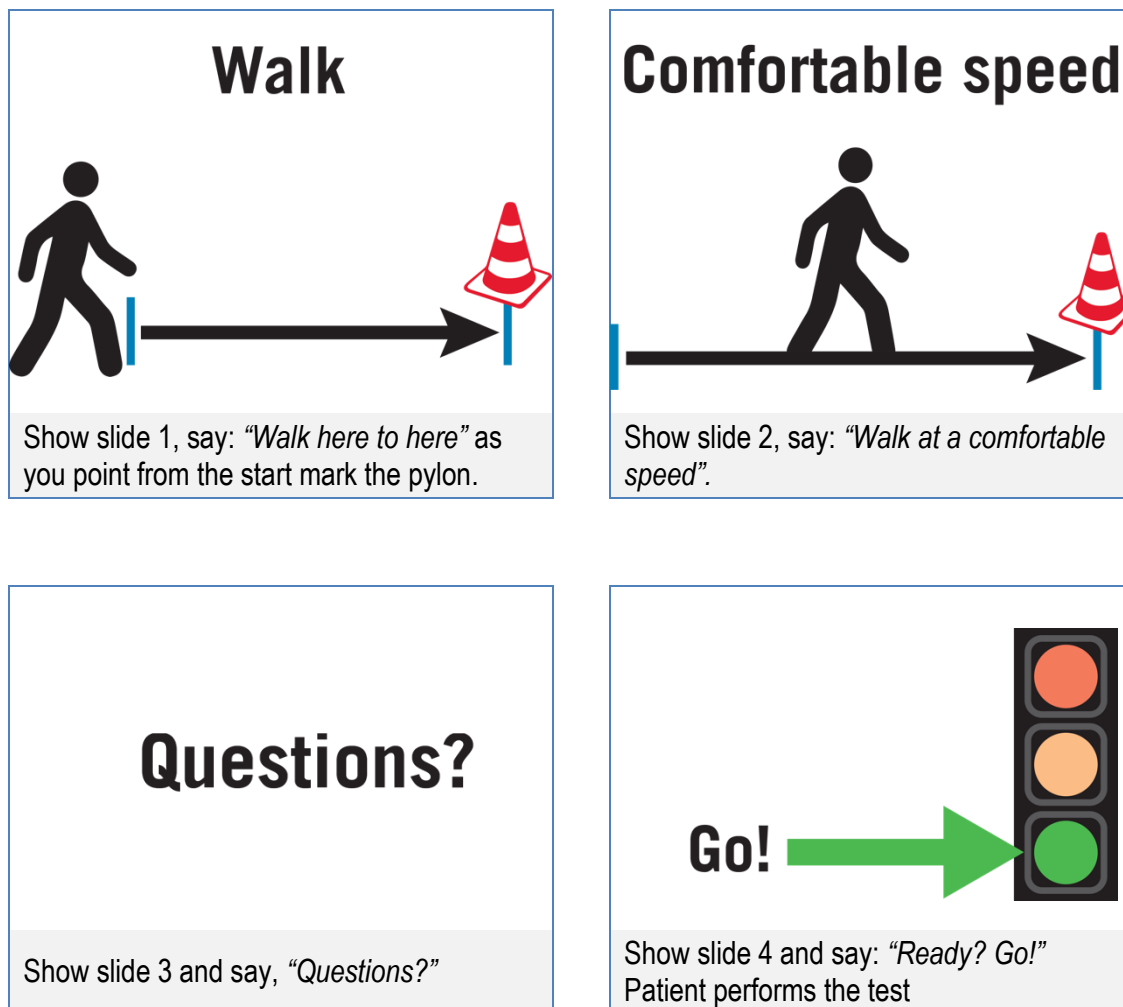 Walk
Show slide 1, say: “Walk here to here” as
you point from the start mark the pylon.
Comfortable speed
Show slide 2, say: “Walk at a comfortable
speed”.
Questions?
Show slide 3 and say, “Questions?”
Go!
Show slide 4 and say: “Ready? Go!”
Patient performs the test